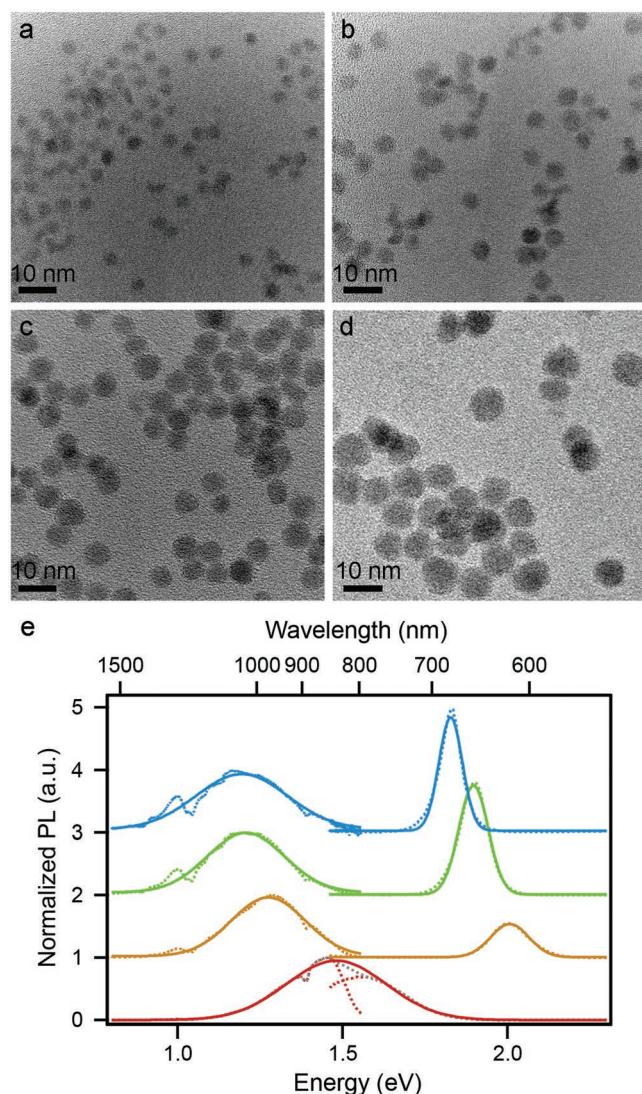 a
b
10 nm
10 nm
c
d
10 nm
10 nm
e
Wavelength (nm)
1500 1000 900 800 700 600
5
4
3
2
1
0
Normalized PL (a.u.)
1.0 1.5 2.0
Energy (eV)